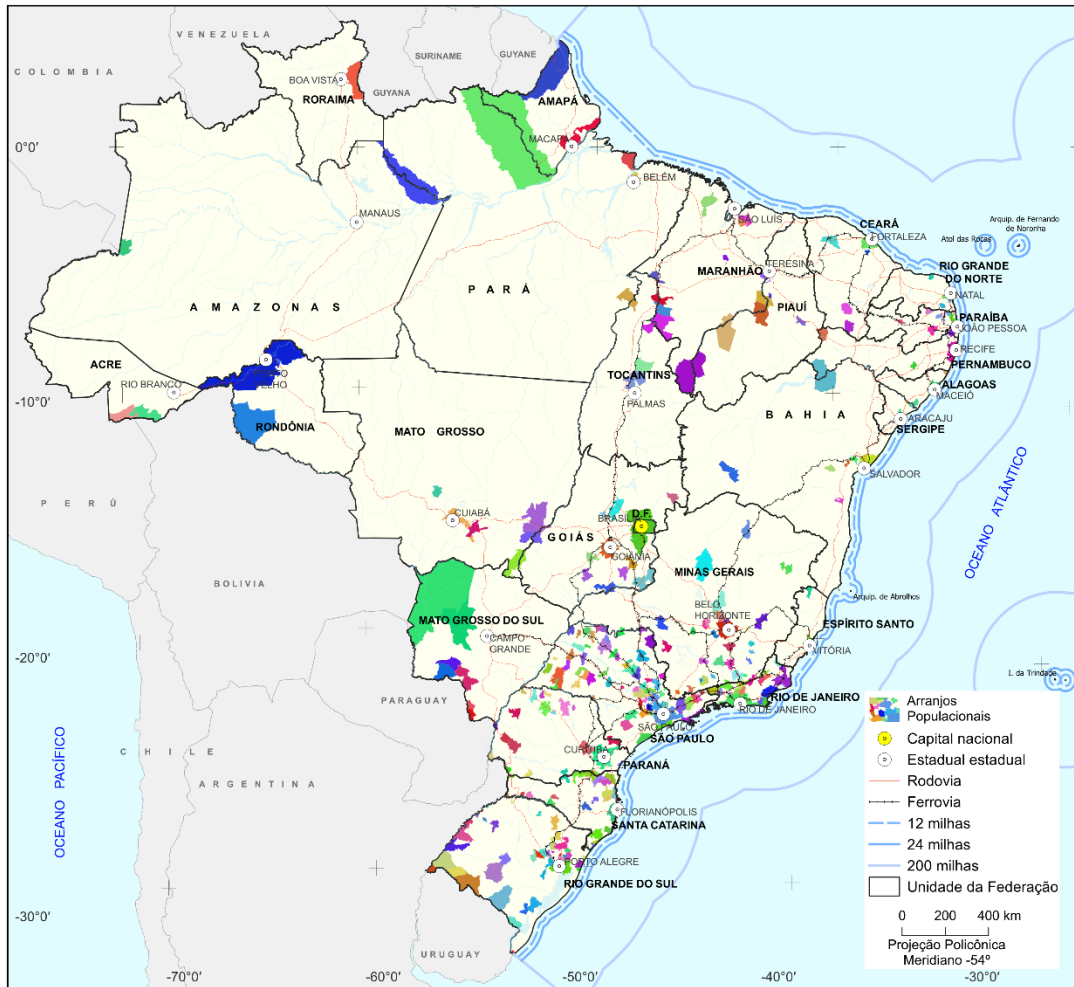 VENEZUELA
SURINAME
GUYANE
COLOMBIA
BOA VISTA
RORAIMA
GUYANA
AMAPÁ
MACAPÁ
0°0'
BELÉM
MANAUS
SÃO LUÍS
CEARÁ
FORTALEZA
Arquip. de Fernando
de Noronha
Atol das Rocas
TERESINA
MARANHÃO
RIO GRANDE
DO NORTE
NATAL
PARÁ
AMAZONAS
PIAUÍ
PARAÍBA
JOÃO PESSOA
RECIFE
PERNAMBUCO
ACRE
RIO BRANCO
TOCANTINS
PALMAS
ALAGOAS
MACEIÓ
-10°0'
BAHIA
ARACAJU
SERGIPE
RONDÔNIA
MATO GROSSO
SALVADOR
PERÚ
CUIABÁ
D.F.
BRASÍLIA
GOIÁS
GOIÂNIA
OCEANO ATLÂNTICO
BOLIVIA
MINAS GERAIS
Arquip. de Abrolhos
BELO
HORIZONTE
MATO GROSSO DO SUL
CAMPO
GRANDE
ESPÍRITO SANTO
VITÓRIA
-20°0'
I. da Trindade
PARAGUAY
RIO DE JANEIRO
RIO DE JANEIRO
SÃO PAULO
SÃO PAULO
CHILE
CURITIBA
PARANÁ
ARGENTINA
OCEANO PACÍFICO
FLORIANÓPOLIS
SANTA CATARINA
PORTO ALEGRE
RIO GRANDE DO SUL
-30°0'
URUGUAY
-70°0'
-60°0'
-50°0'
-40°0'
-30°0'
Arranjos
Populacionais
Capital nacional
Estadual estadual
Rodovia
Ferrovia
12 milhas
24 milhas
200 milhas
Unidade da Federação
0 200 400 km
Projeção Policônica
Meridiano -54º